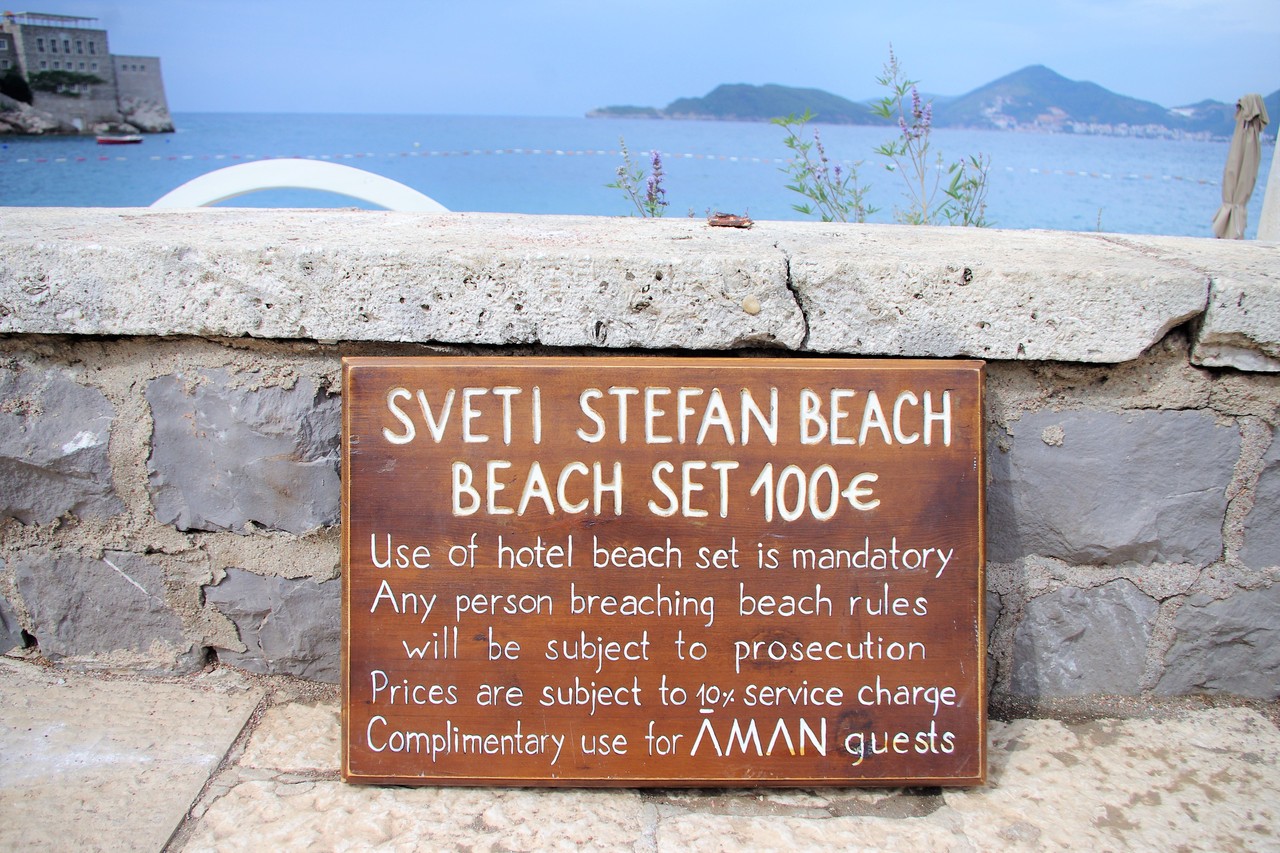 SVETI STEFAN BEACH
BEACH SET 100€
Use of hotel beach set is mandatory
Any person breaching beach rules
will be subject to prosecution
Prices are subject to 10% service charge
Complimentary use for ĀMAN guests